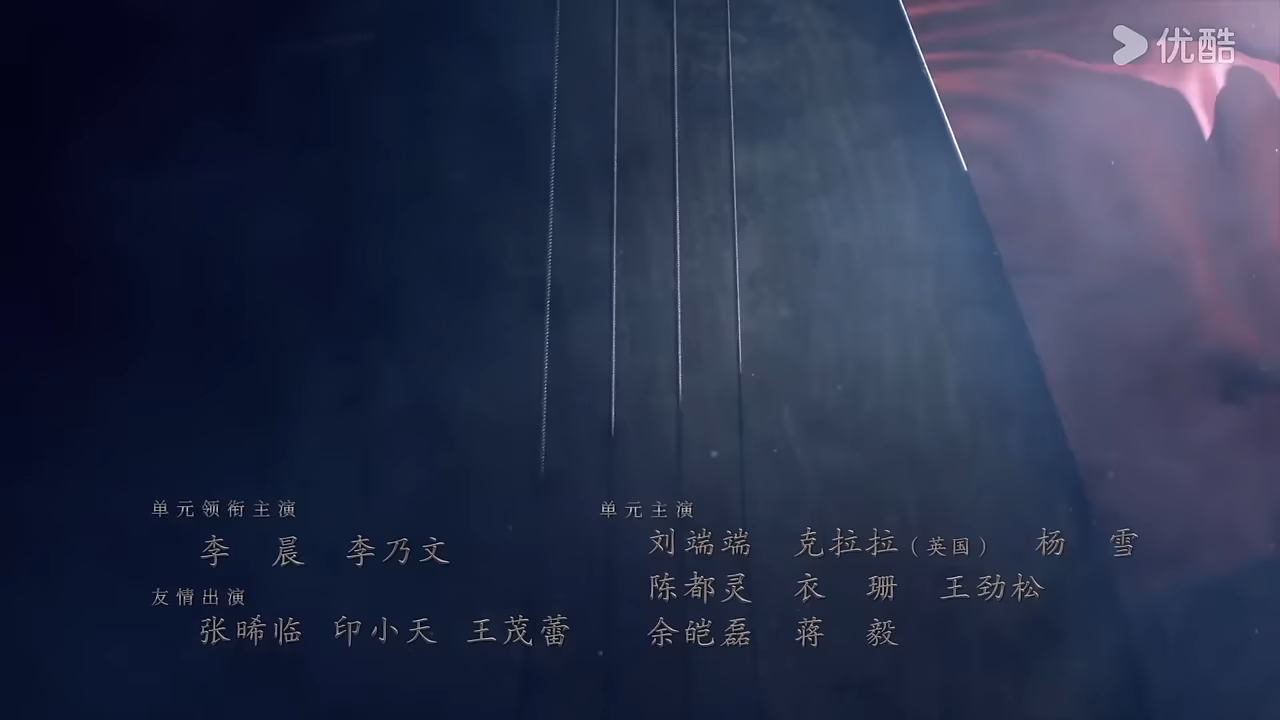 优酷
单元领衔主演
李 晨 李乃文
友情出演
张晞临 印小天 王茂蕾
单元主演
刘端端 克拉拉（英国） 杨 雪
陈都灵 衣 珊 王劲松
余皑磊 蒋 毅